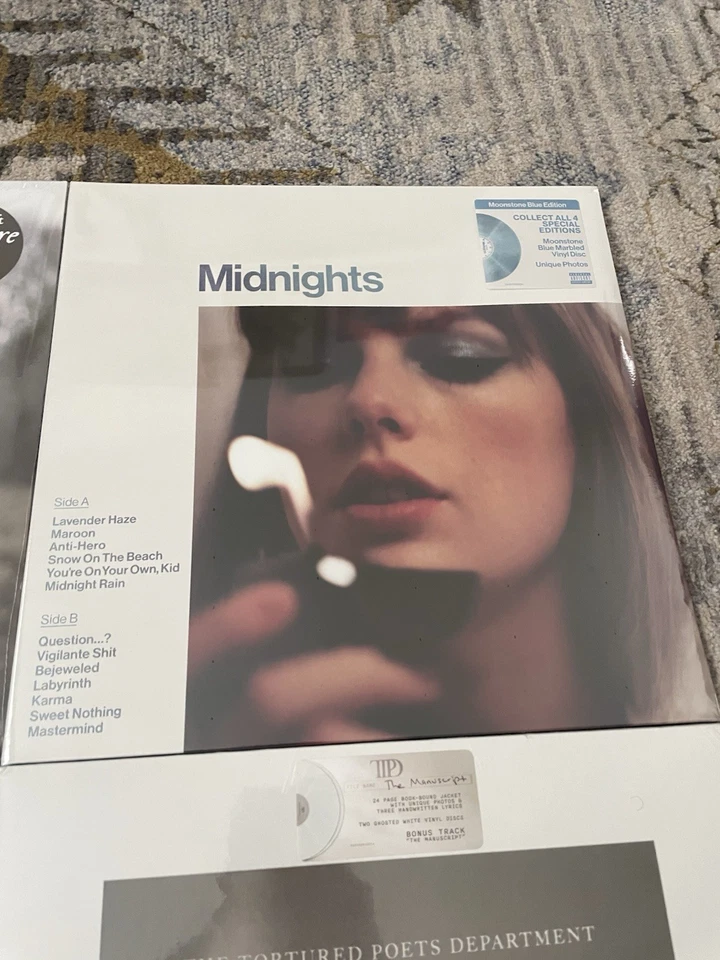 re
Moonstone Blue Edition
COLLECT ALL 4
SPECIAL
EDITIONS
Moonstone
Blue Marbled
Vinyl Disc
Unique Photos
Midnights
Side A
Lavender Haze
Maroon
Anti-Hero
Snow On The Beach
You're On Your Own, Kid
Midnight Rain
Side B
Question...?
Vigilante Shit
Bejeweled
Labyrinth
Karma
Sweet Nothing
Mastermind
TTPD
The Manuscript
24 PAGE BOOK-BOUND JACKET
WITH UNIQUE PHOTOS &
THREE HANDWRITTEN LYRICS
TWO GHOSTED WHITE VINYL DISCS
BONUS TRACK
"THE MANUSCRIPT"
THE TORTURED POETS DEPARTMENT